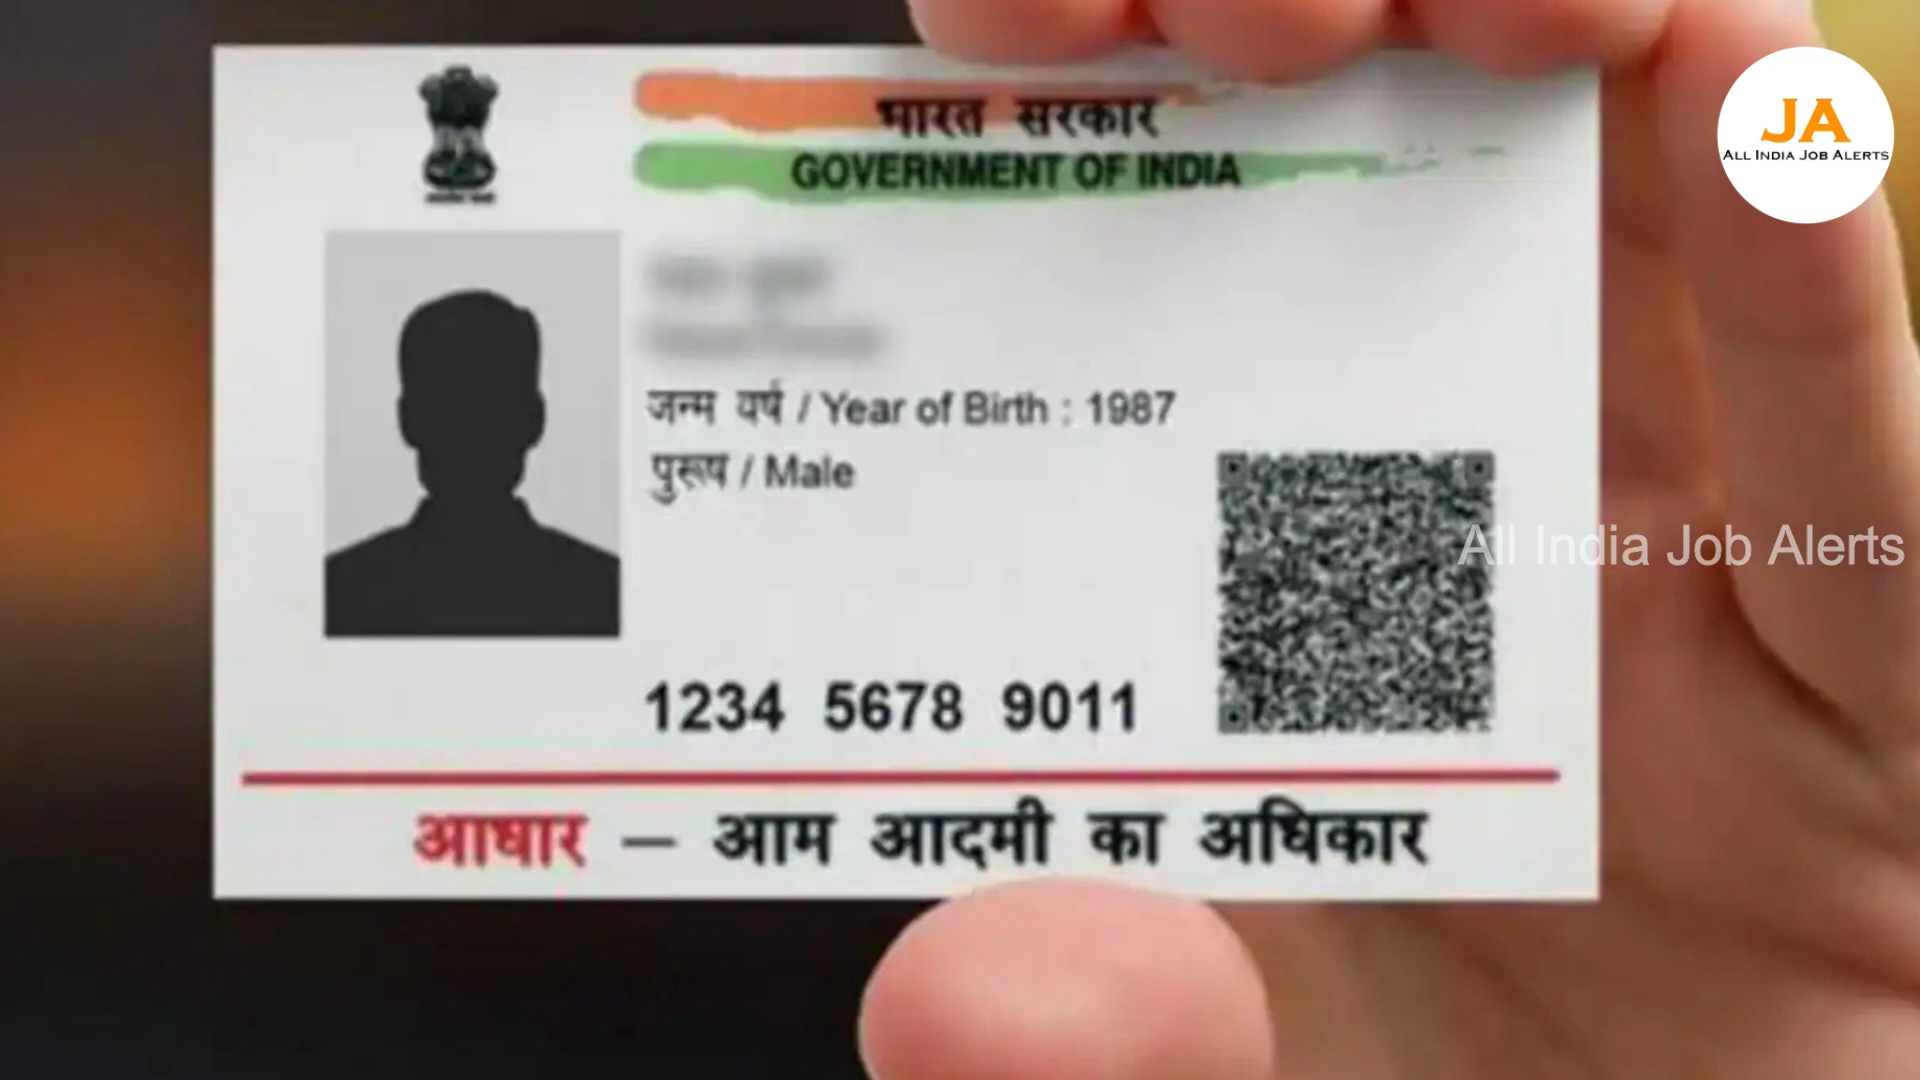 भारत सरकार
GOVERNMENT OF INDIA
JA
ALL INDIA JOB ALERTS
जन्म वर्ष / Year of Birth : 1987
पुरूष / Male
All India Job Alerts
1234 5678 9011
आधार – आम आदमी का अधिकार